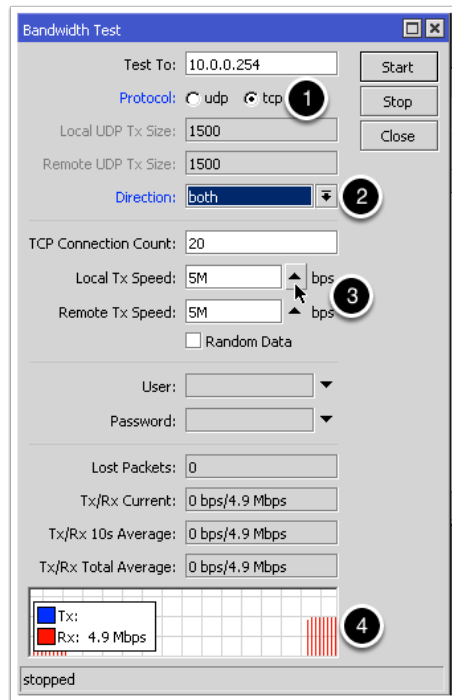 Bandwidth Test
Test To: 10.0.0.254 Start
Protocol: udp tcp 1 Stop
Local UDP Tx Size: 1500 Close
Remote UDP Tx Size: 1500
Direction: both 2
TCP Connection Count: 20
Local Tx Speed: 5M bps
3
Remote Tx Speed: 5M bps
Random Data
User:
Password:
Lost Packets: 0
Tx/Rx Current: 0 bps/4.9 Mbps
Tx/Rx 10s Average: 0 bps/4.9 Mbps
Tx/Rx Total Average: 0 bps/4.9 Mbps
Tx:
4
Rx: 4.9 Mbps
stopped